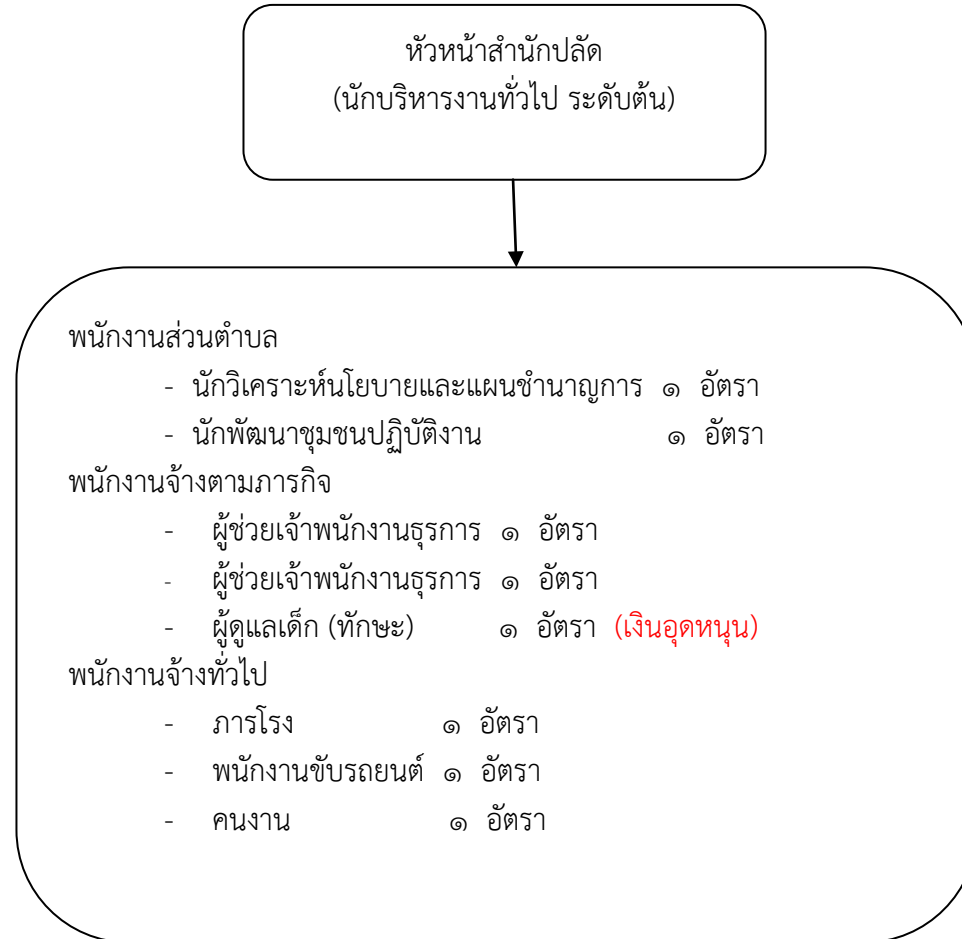 หัวหน้าสำนักปลัด
(นักบริหารงานทั่วไป ระดับต้น)
พนักงานส่วนตำบล
- นักวิเคราะห์นโยบายและแผนชำนาญการ ๑ อัตรา
- นักพัฒนาชุมชนปฏิบัติงาน ๑ อัตรา
พนักงานจ้างตามภารกิจ
- ผู้ช่วยเจ้าพนักงานธุรการ ๑ อัตรา
- ผู้ช่วยเจ้าพนักงานธุรการ ๑ อัตรา
- ผู้ดูแลเด็ก (ทักษะ) ๑ อัตรา (เงินอุดหนุน)
พนักงานจ้างทั่วไป
- ภารโรง ๑ อัตรา
- พนักงานขับรถยนต์ ๑ อัตรา
- คนงาน ๑ อัตรา